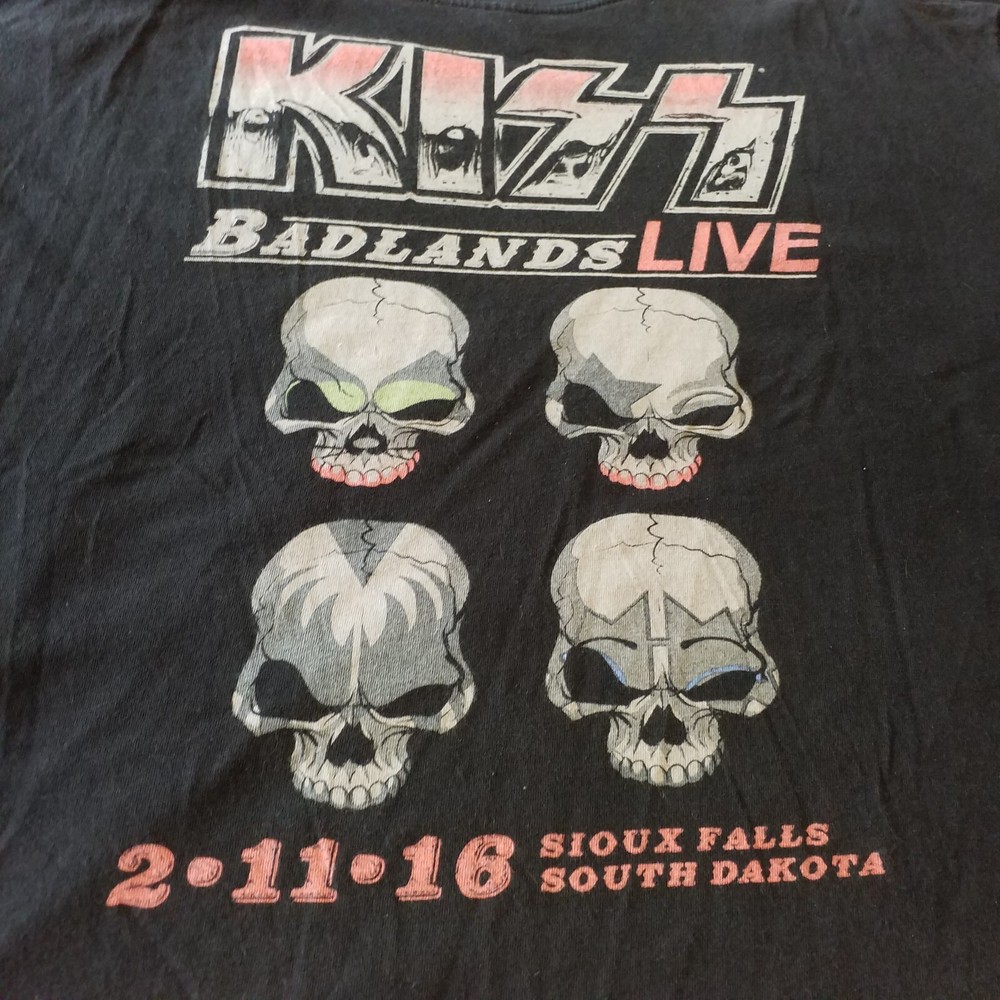 KISS
BADLANDS LIVE
2•11•16 SIOUX FALLS
SOUTH DAKOTA